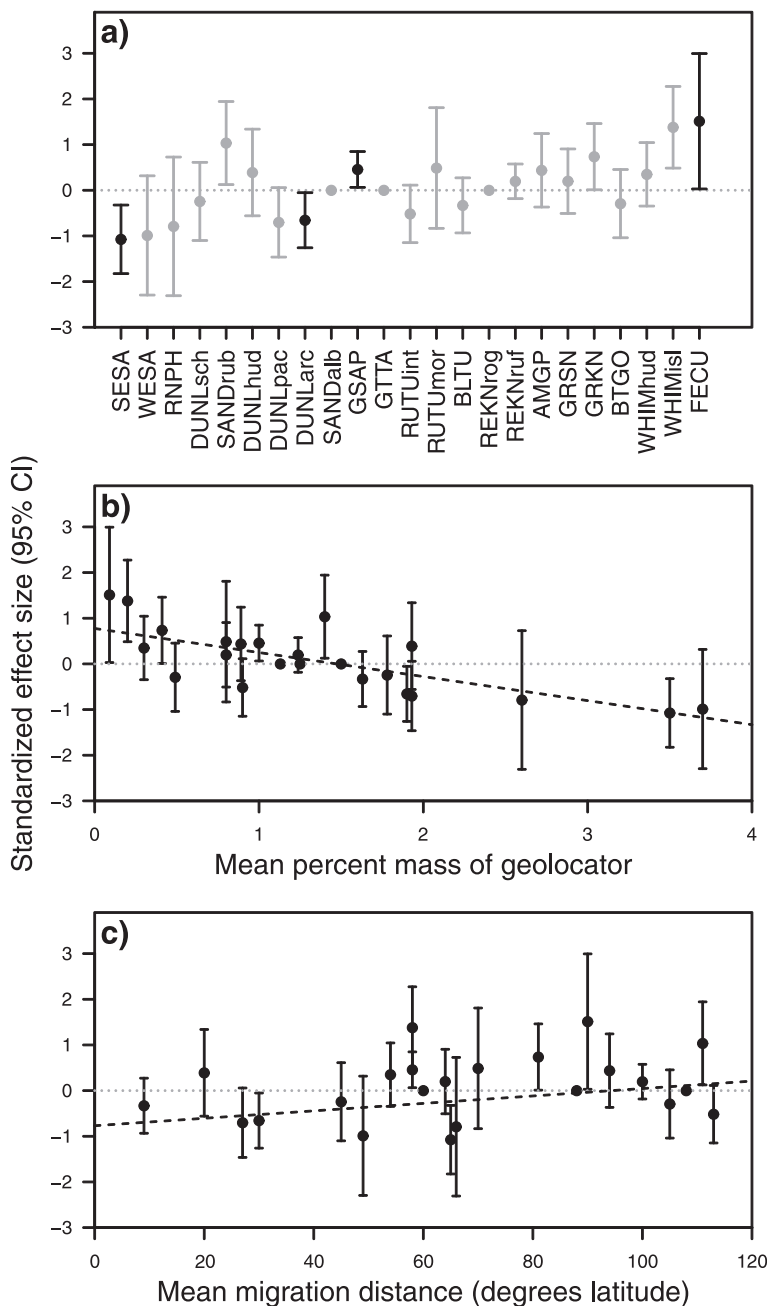 a)
3
2
1
0
−1
−2
−3
SESA
WESA
RNPH
DUNLsch
SANDrub
DUNLhud
DUNLpac
DUNLarc
SANDalb
GSAP
GTTA
RUTUint
RUTUmor
BLTU
REKNrog
REKNruf
AMGP
GRSN
GRKN
BTGO
WHIMhud
WHIMisl
FECU
Standardized effect size (95% CI)
b)
3
2
1
0
−1
−2
−3
0 1 2 3 4
Mean percent mass of geolocator
c)
3
2
1
0
−1
−2
−3
0 20 40 60 80 100 120
Mean migration distance (degrees latitude)